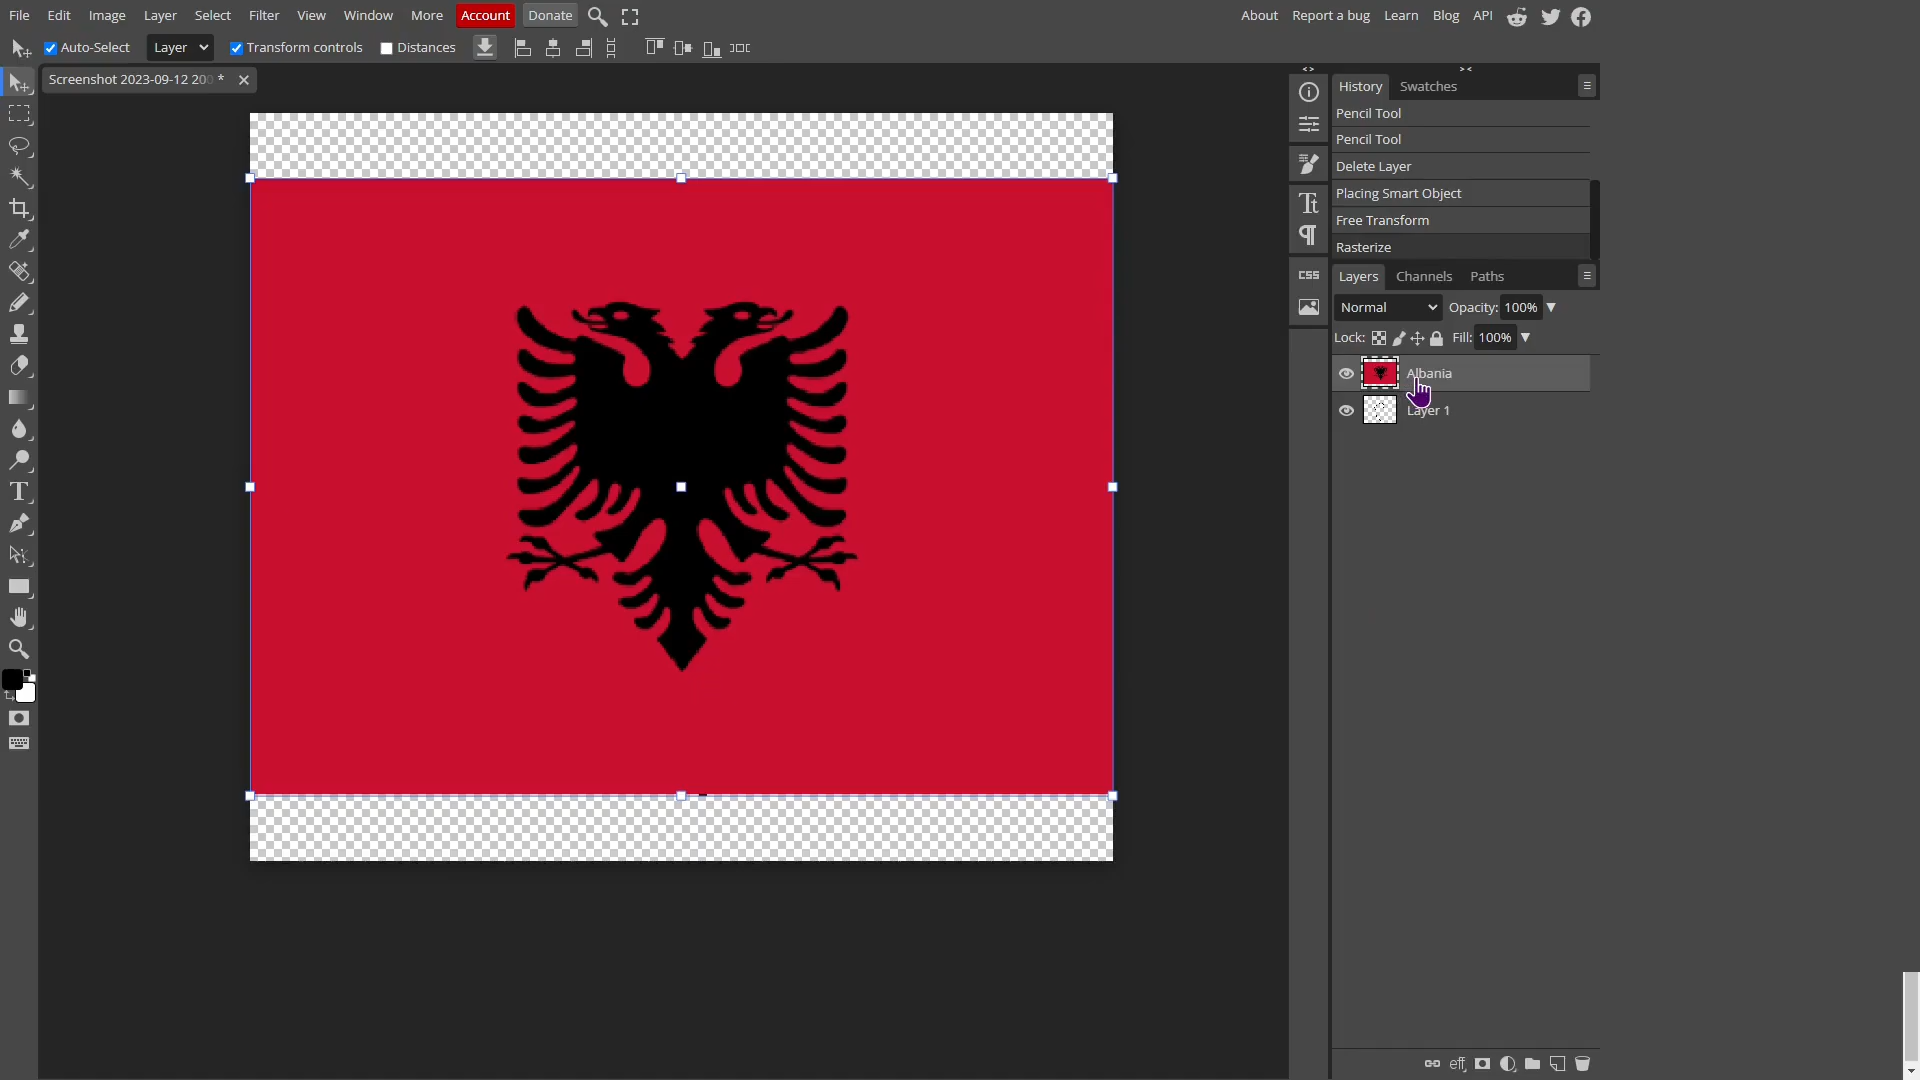 File Edit Image Layer Select Filter View Window More Account Donate About Report a bug Learn Blog API
Auto-Select Layer Transform controls Distances
Screenshot 2023-09-12 200 *
History Swatches
Pencil Tool
Pencil Tool
Delete Layer
Placing Smart Object
Free Transform
Rasterize
Layers Channels Paths
Normal Opacity: 100%
Lock: Fill: 100%
Albania
Layer 1
CSS
eff